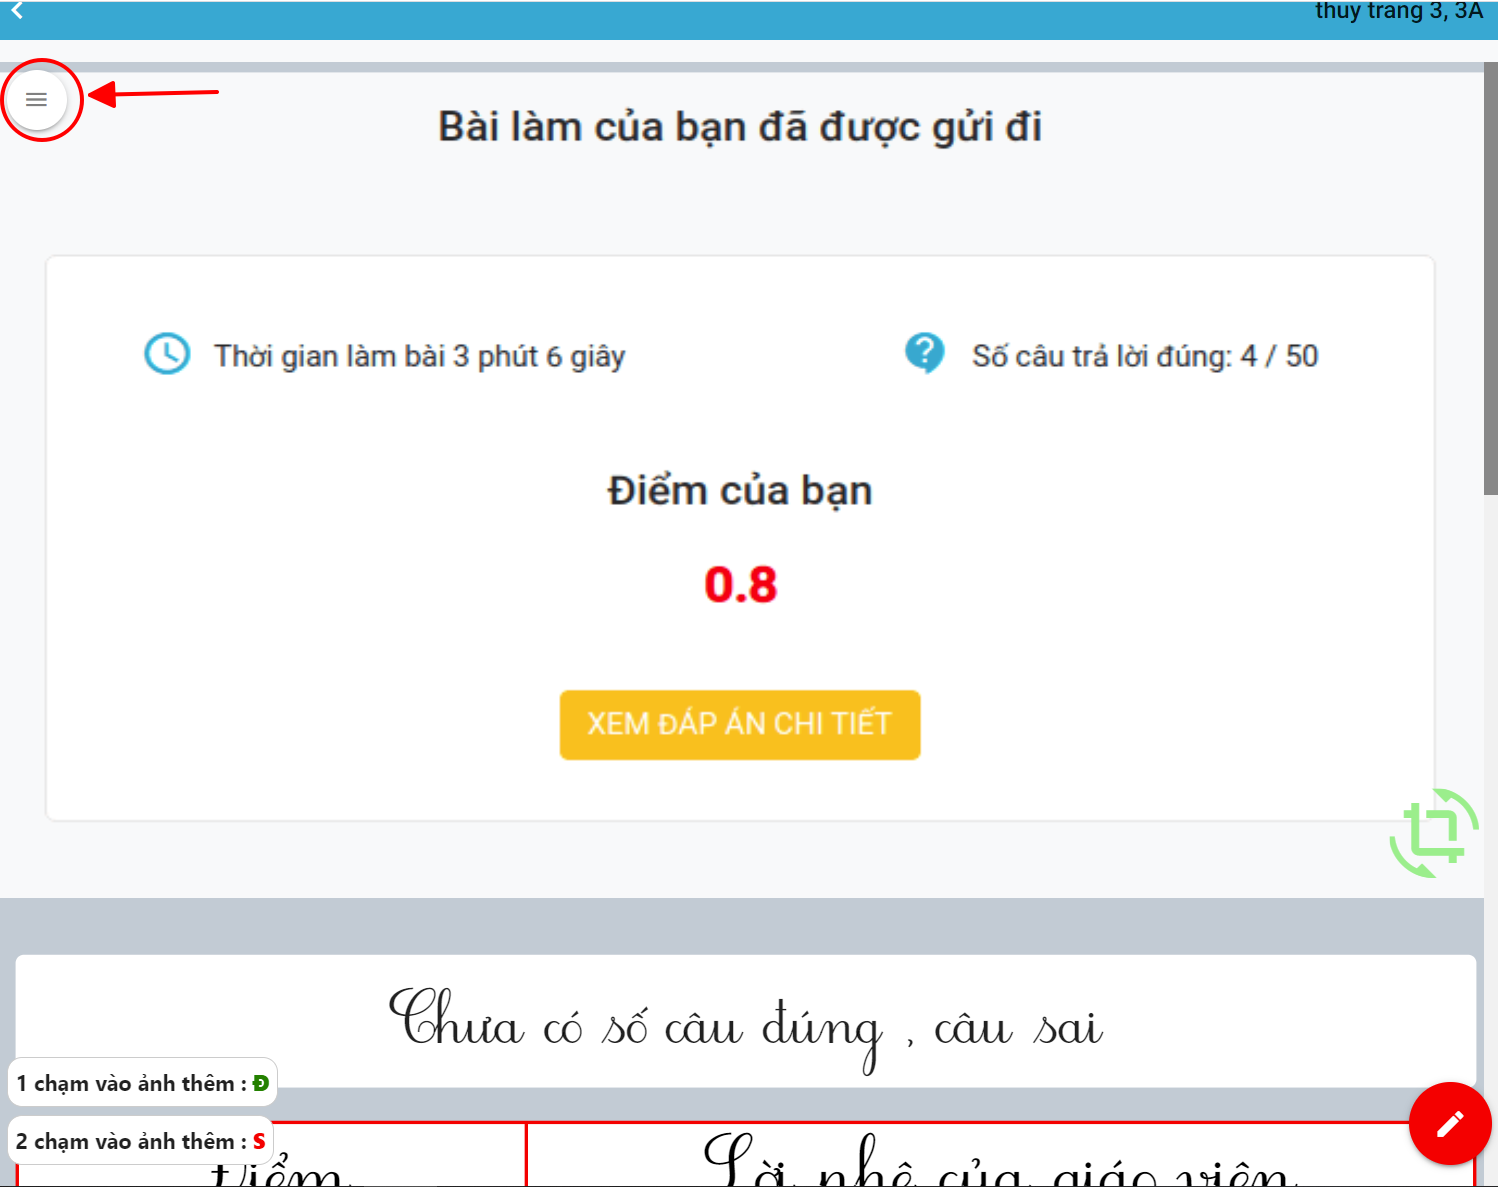 thuy trang 3, 3A
Bài làm của bạn đã được gửi đi
Thời gian làm bài 3 phút 6 giây
Số câu trả lời đúng: 4 / 50
Điểm của bạn
0.8
XEM ĐÁP ÁN CHI TIẾT
Chưa có số câu đúng , câu sai
1 chạm vào ảnh thêm : Đ
2 chạm vào ảnh thêm : S
Điểm
Lời phê của giáo viên